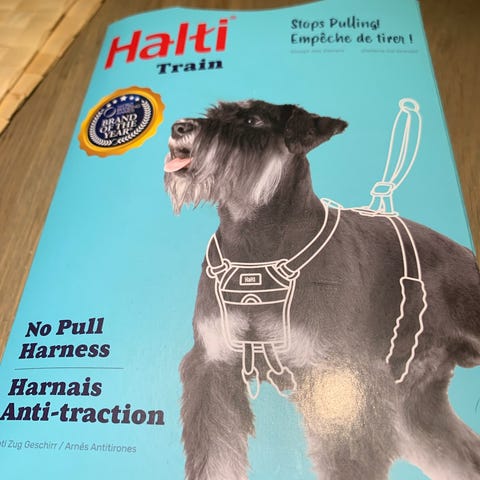 Halti
Train
Stops Pulling!
Empêche de tirer !
BRAND
OF THE
YEAR
Halti
No Pull
Harness
Harnais
Anti-traction
Zug Geschirr / Arnés Antitirones